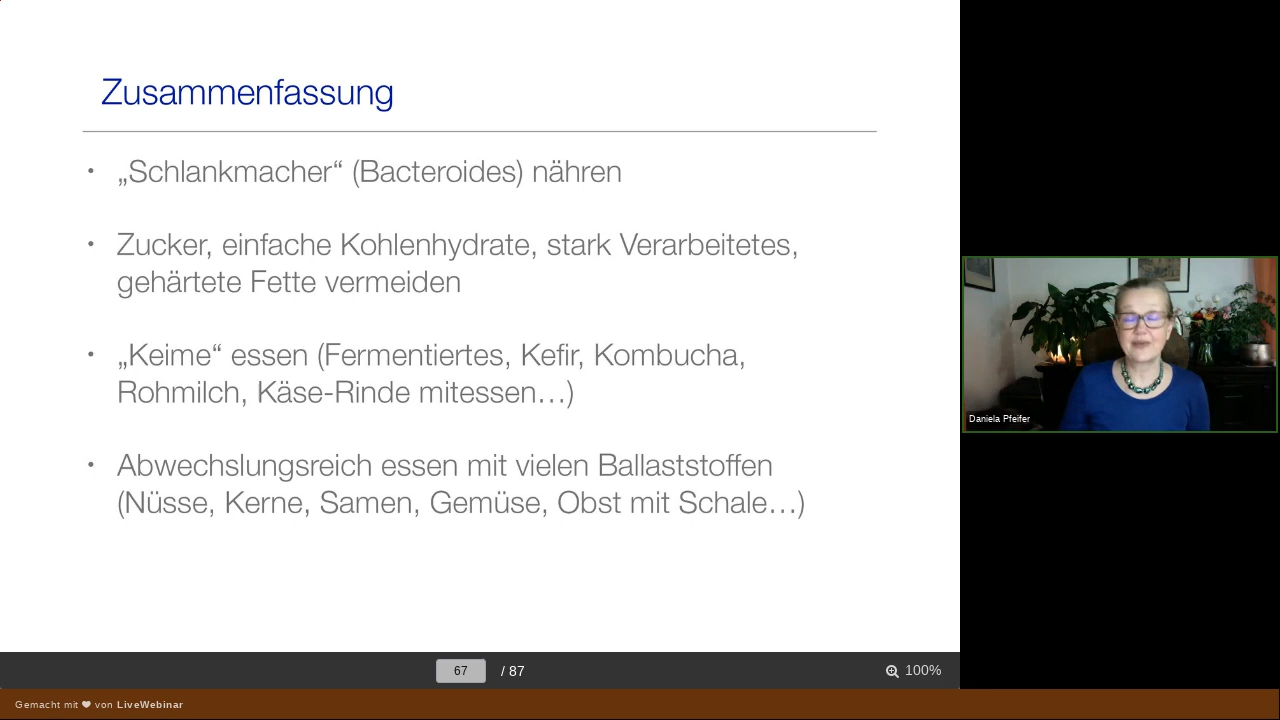 Zusammenfassung
• „Schlankmacher“ (Bacteroides) nähren
• Zucker, einfache Kohlenhydrate, stark Verarbeitetes,
gehärtete Fette vermeiden
• „Keime“ essen (Fermentiertes, Kefir, Kombucha,
Rohmilch, Käse-Rinde mitessen…)
• Abwechslungsreich essen mit vielen Ballaststoffen
(Nüsse, Kerne, Samen, Gemüse, Obst mit Schale…)
Daniela Pfeifer
67 / 87
100%
Gemacht mit ❤ von LiveWebinar